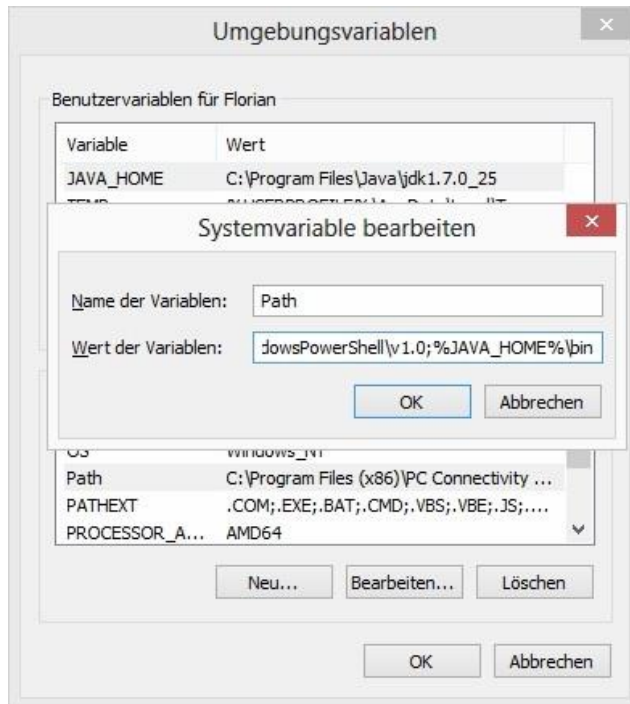 Umgebungsvariablen
Benutzervariablen für Florian
Variable Wert
JAVA_HOME C:\Program Files\Java\jdk1.7.0_25
Systemvariable bearbeiten
Name der Variablen: Path
Wert der Variablen: dowsPowerShell\v1.0;%JAVA_HOME%\bin
OK Abbrechen
OS Windows_NT
Path C:\Program Files (x86)\PC Connectivity ...
PATHEXT .COM;.EXE;.BAT;.CMD;.VBS;.VBE;.JS;....
PROCESSOR_A... AMD64
Neu... Bearbeiten... Löschen
OK Abbrechen